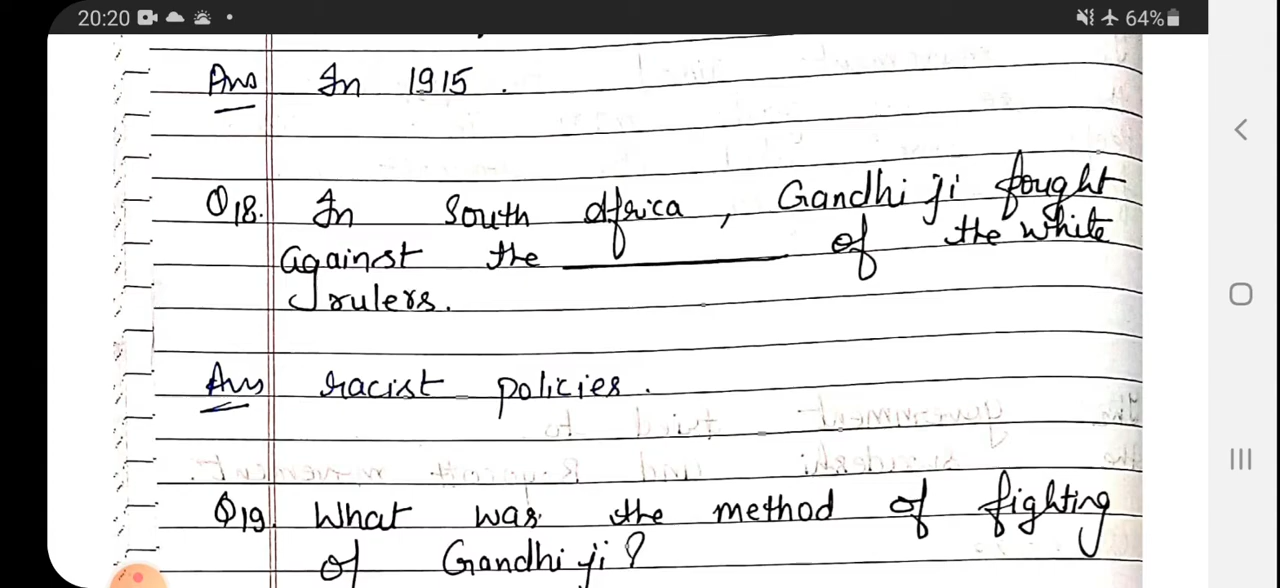 20:20 64%
Ans In 1915 .
Q18. In South Africa , Gandhi ji fought
against the __________ of the white
rulers.
Ans racist policies .
Q19. What was the method of fighting
of Gandhi ji ?